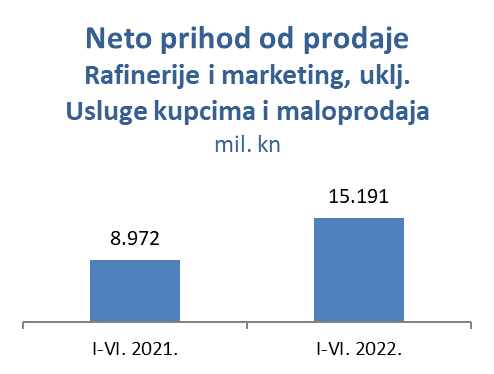 Neto prihod od prodaje
Rafinerije i marketing, uklj.
Usluge kupcima i maloprodaja
mil. kn
15.191
8.972
I-VI. 2021.
I-VI. 2022.